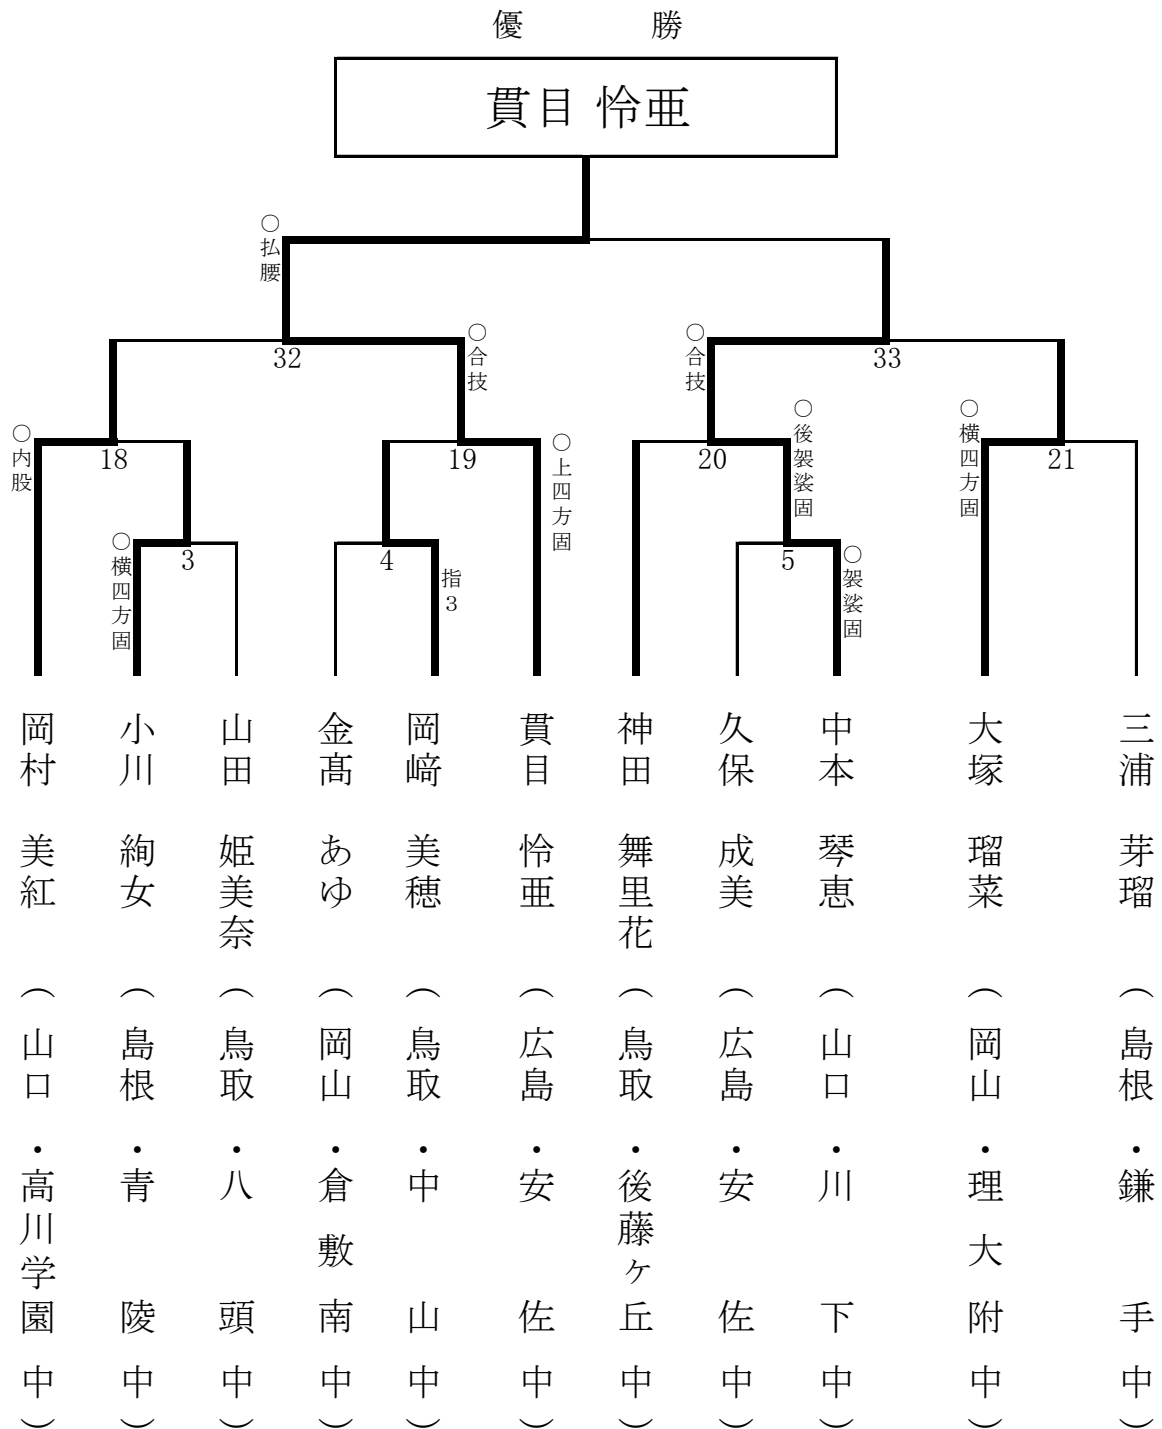 優 勝
貫目 怜亜
○払腰
32
○合技
○合技
33
○内股
18
19
○上四方固
20
○後袈裟固
○横四方固
21
○横四方固
3
4
指3
5
○袈裟固
岡村 美紅 （山口・高川学園中）
小川 絢女 （島根・青陵中）
山田 姫美奈 （鳥取・八頭中）
金髙 あゆ （岡山・倉敷南中）
岡﨑 美穂 （鳥取・中山中）
貫目 怜亜 （広島・安佐中）
神田 舞里花 （鳥取・後藤ヶ丘中）
久保 成美 （広島・安佐中）
中本 琴恵 （山口・川下中）
大塚 瑠菜 （岡山・理大附中）
三浦 芽瑠 （島根・鎌手中）